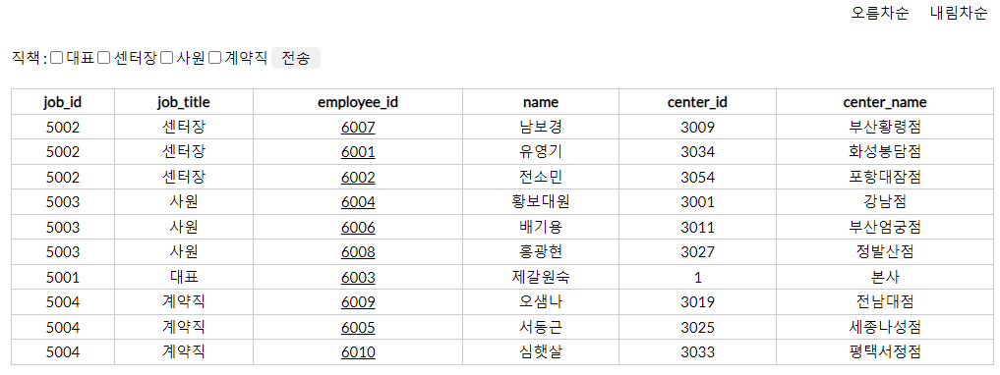 오름차순 내림차순
직책 : 대표 센터장 사원 계약직 전송
job_id job_title employee_id name center_id center_name
5002 센터장 6007 남보경 3009 부산황령점
5002 센터장 6001 유영기 3034 화성봉담점
5002 센터장 6002 전소민 3054 포항대잠점
5003 사원 6004 황보대원 3001 강남점
5003 사원 6006 배기용 3011 부산엄궁점
5003 사원 6008 홍광현 3027 정발산점
5001 대표 6003 제갈원숙 1 본사
5004 계약직 6009 오샘나 3019 전남대점
5004 계약직 6005 서동근 3025 세종나성점
5004 계약직 6010 심햇살 3033 평택서정점